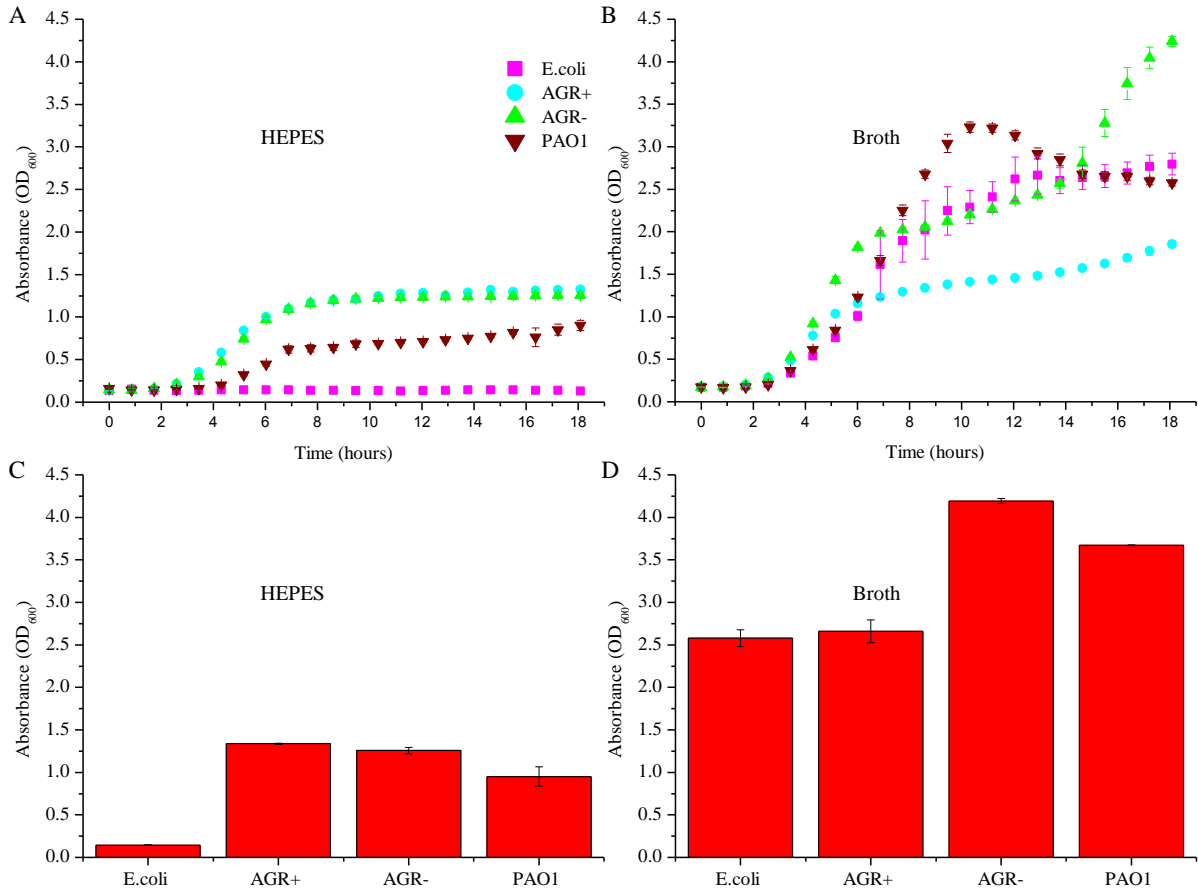 A
B
4.5
4.0
3.5
3.0
2.5
2.0
1.5
1.0
0.5
0.0
Absorbance (OD600)
HEPES
E.coli
AGR+
AGR-
PAO1
0 2 4 6 8 10 12 14 16 18
Time (hours)
4.5
4.0
3.5
3.0
2.5
2.0
1.5
1.0
0.5
0.0
Absorbance (OD600)
Broth
0 2 4 6 8 10 12 14 16 18
Time (hours)
C
D
4.5
4.0
3.5
3.0
2.5
2.0
1.5
1.0
0.5
0.0
Absorbance (OD600)
HEPES
E.coli AGR+ AGR- PAO1
4.5
4.0
3.5
3.0
2.5
2.0
1.5
1.0
0.5
0.0
Absorbance (OD600)
Broth
E.coli AGR+ AGR- PAO1